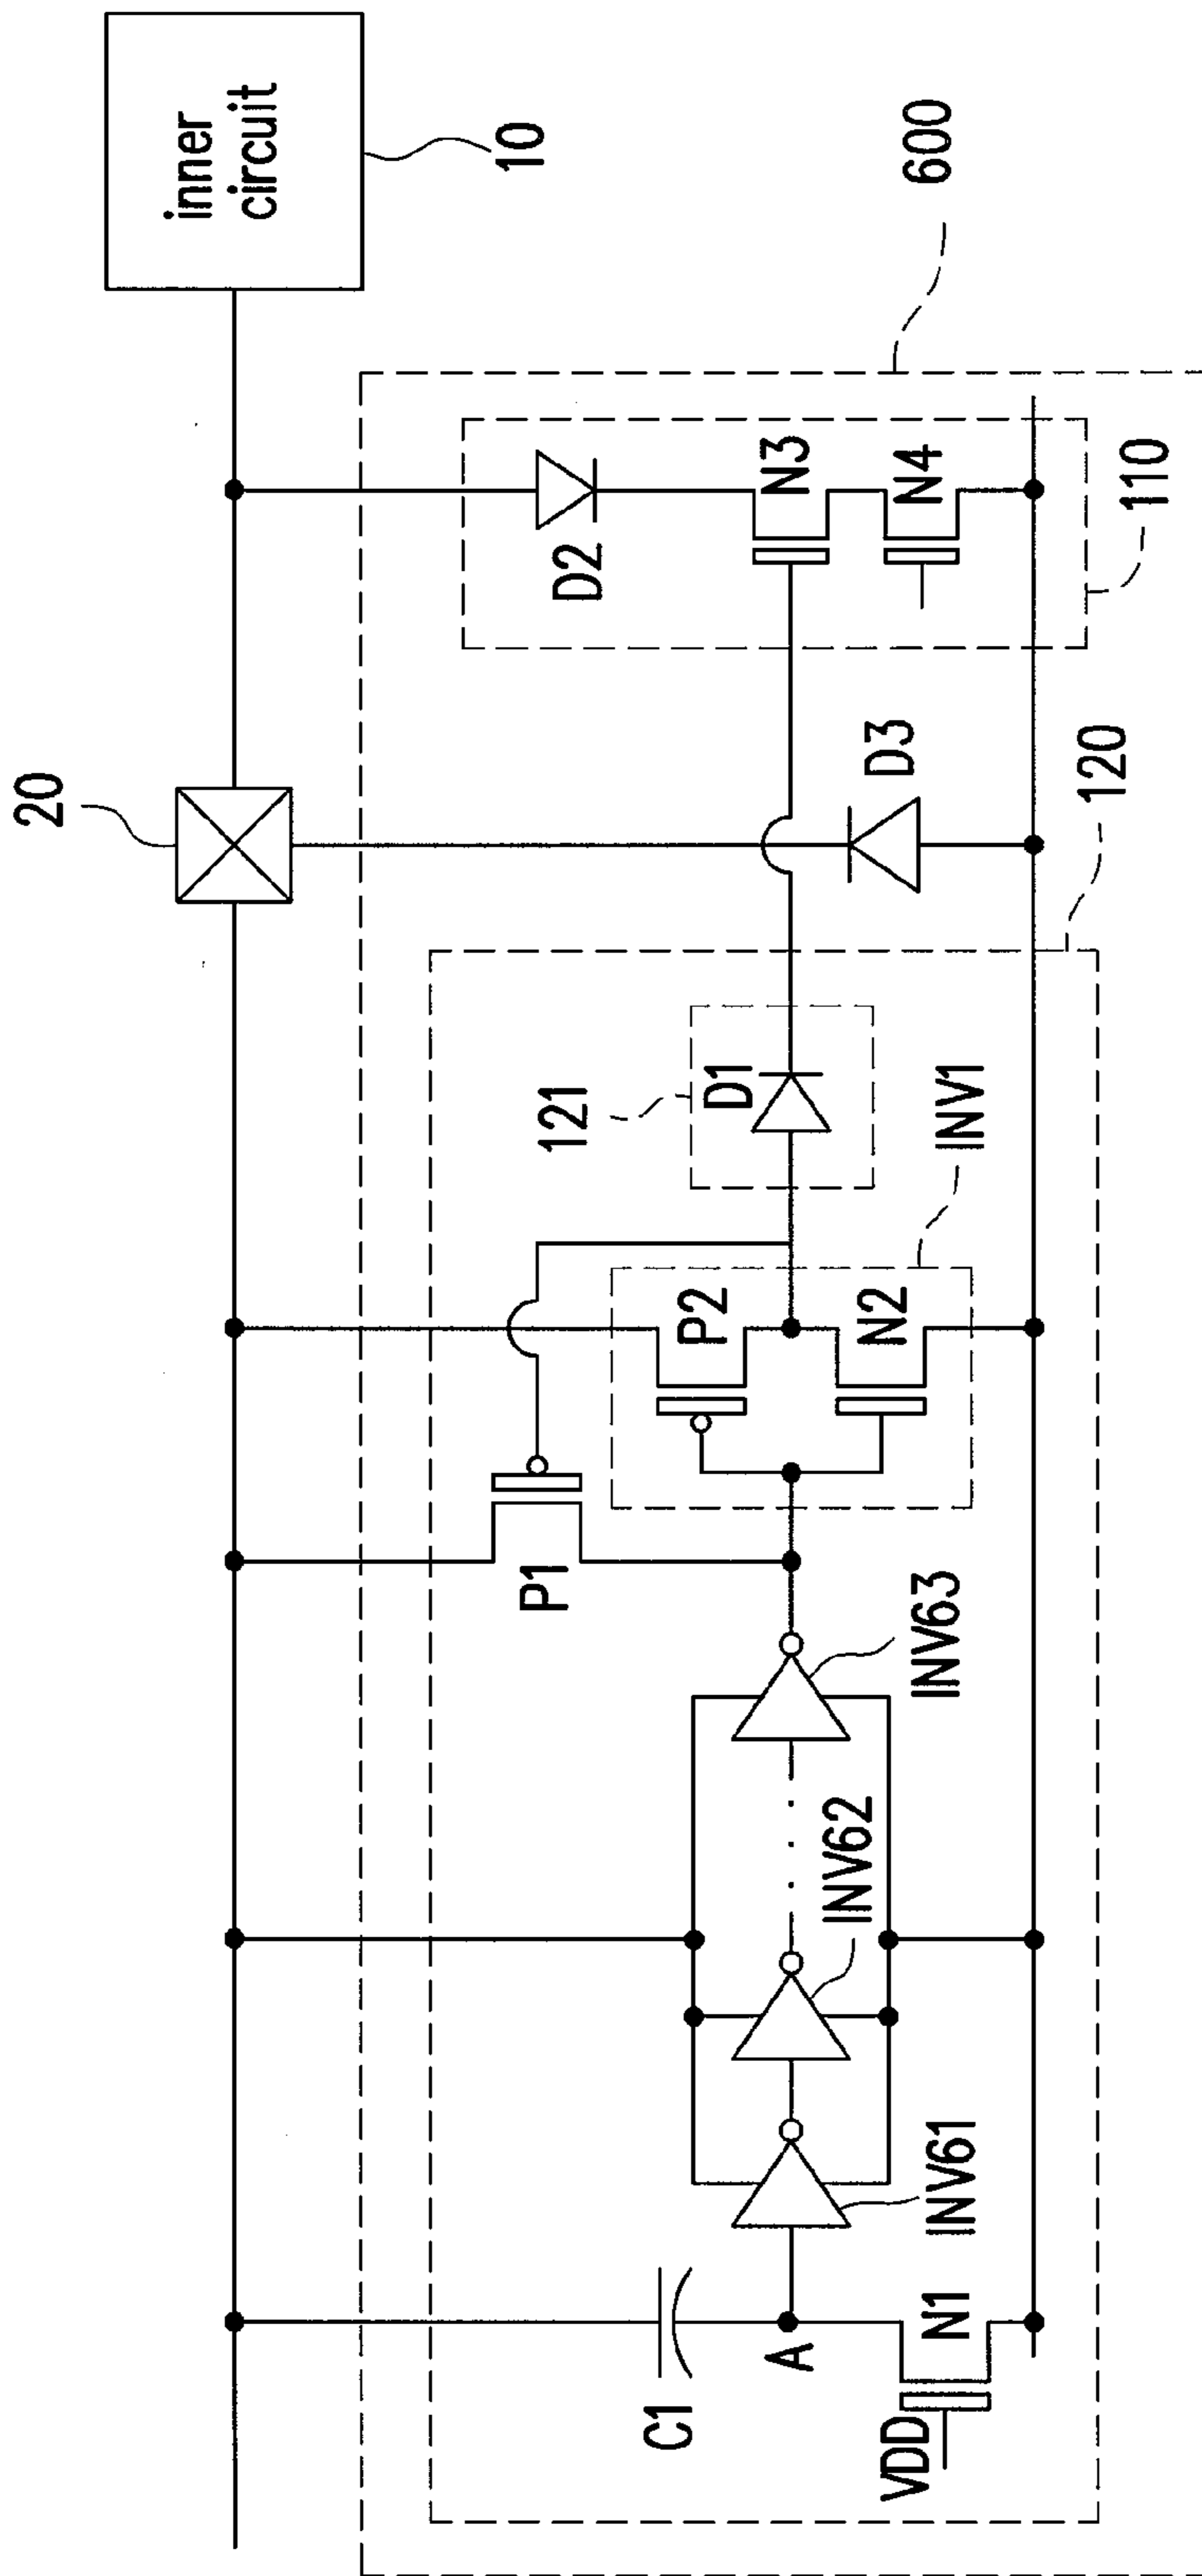 20
inner
circuit
10
600
C1
A
VDD
N1
INV61
INV62
INV63
P1
P2
N2
INV1
121
D1
120
D3
D2
N3
N4
110